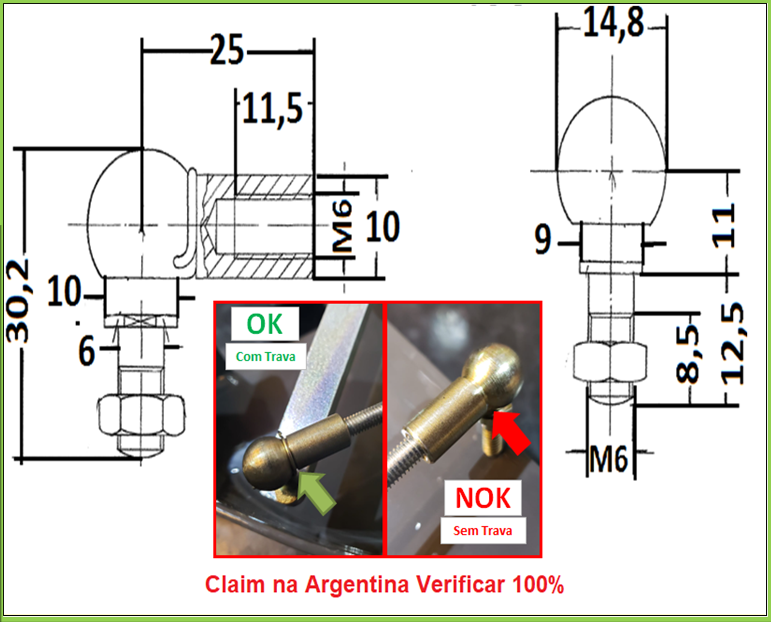 25
14,8
11,5
M6
10
30,2
10
6
9
11
8,5
12,5
M6
OK
Com Trava
NOK
Sem Trava
Claim na Argentina Verificar 100%